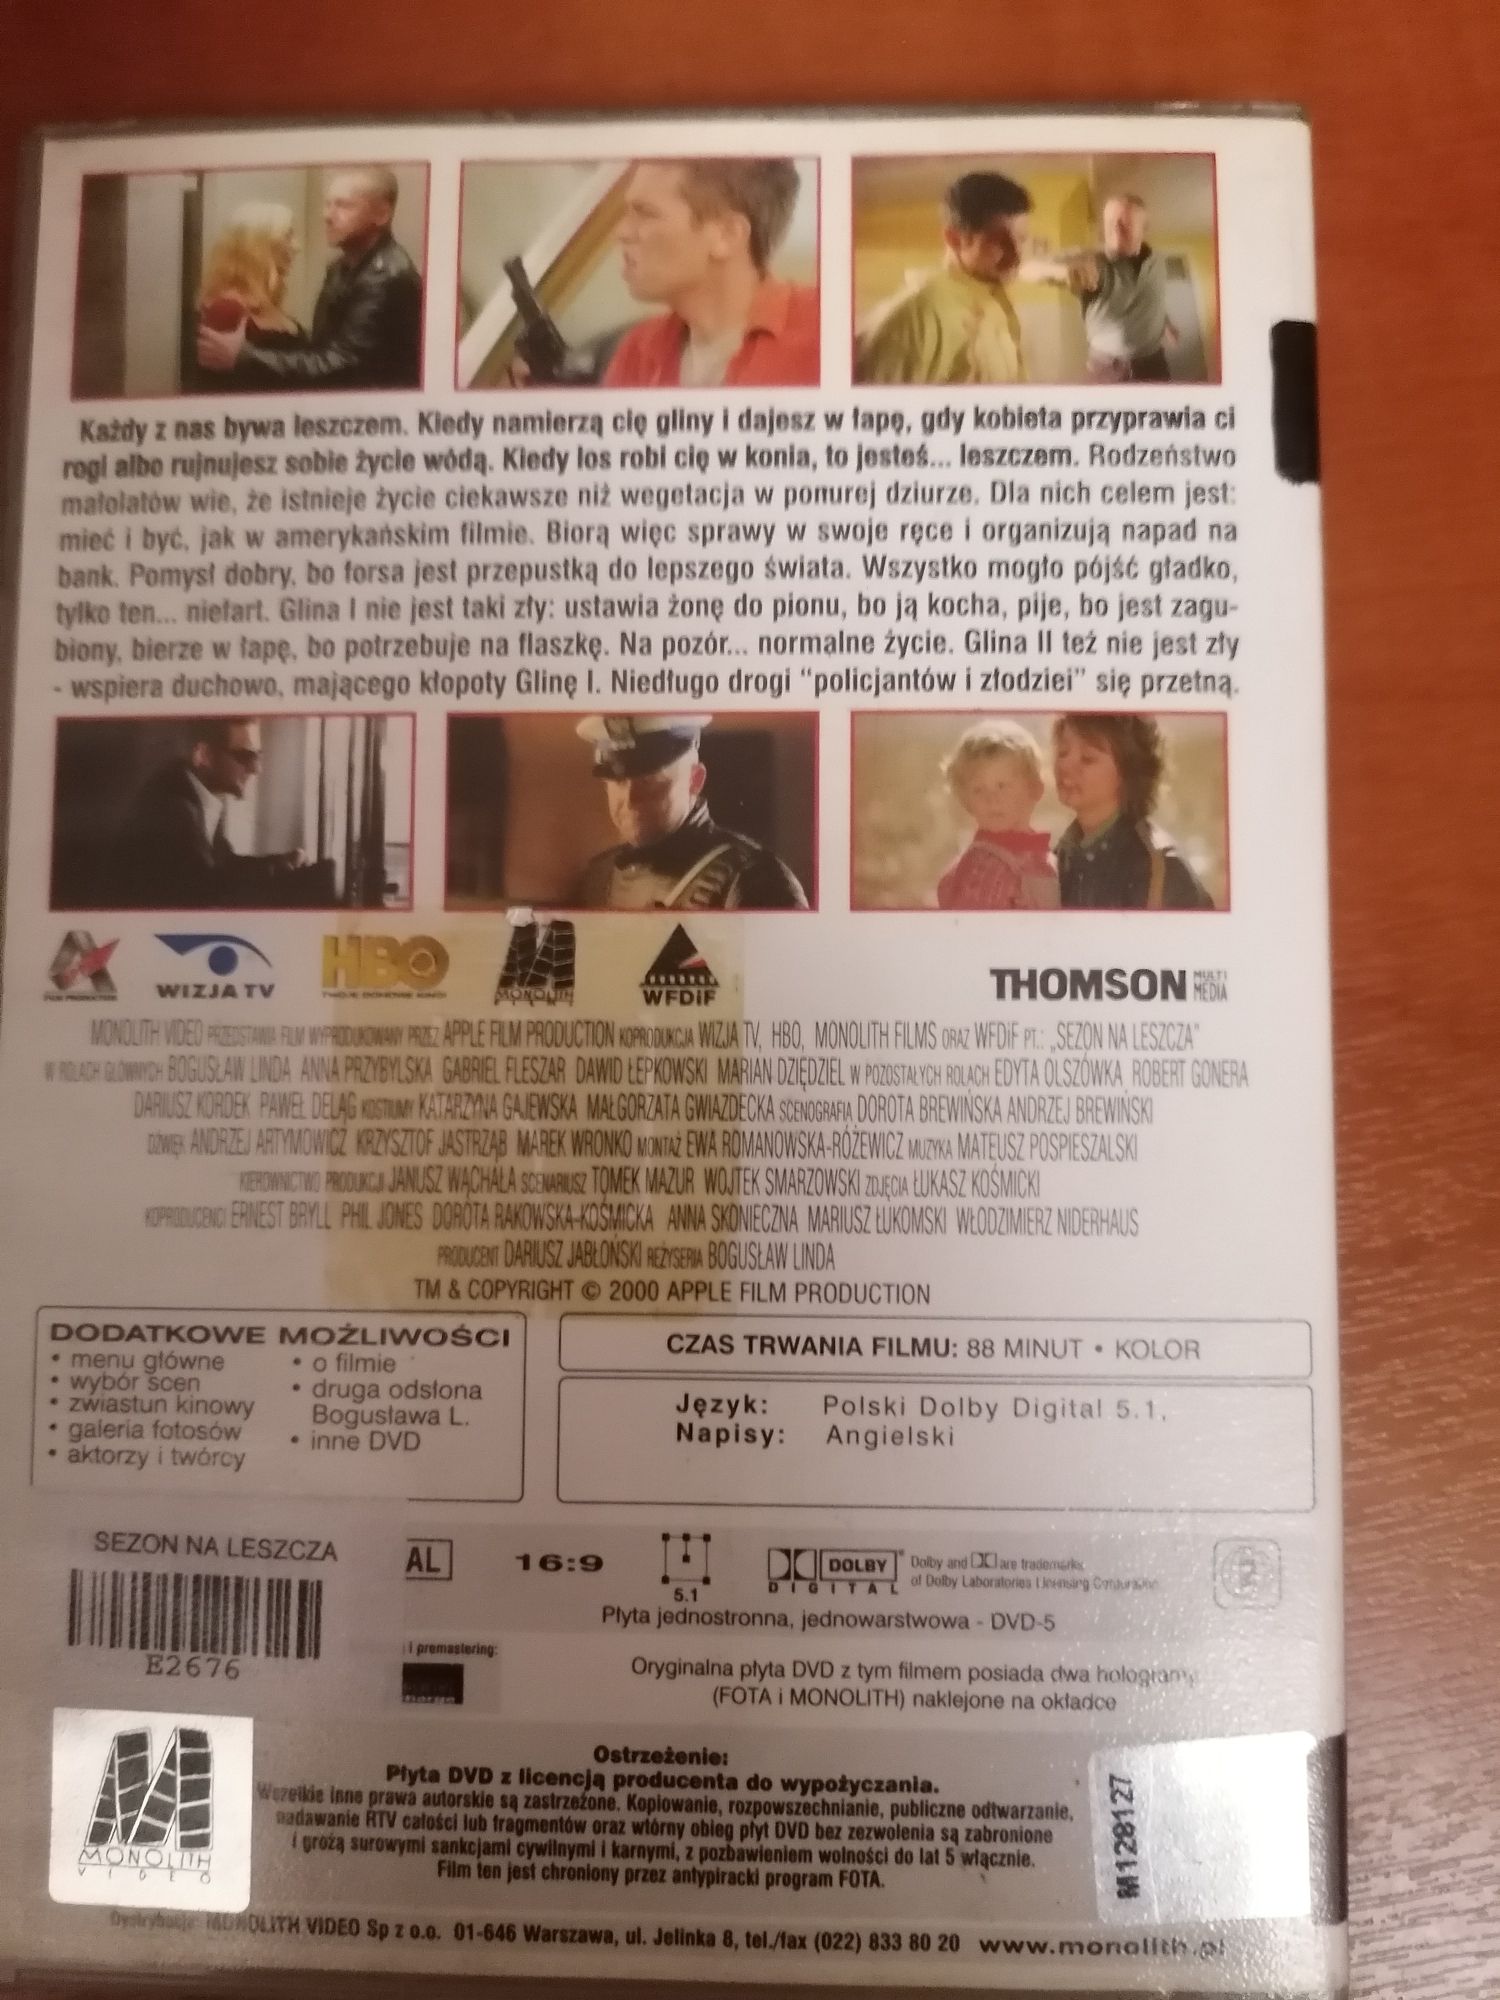 Każdy z nas bywa leszczem. Kiedy namierzą cię gliny i dajesz w łapę, gdy kobieta przyprawia ci
rogi albo rujnujesz sobie życie wódą. Kiedy los robi cię w konia, to jesteś... leszczem. Rodzeństwo
małolatów wie, że istnieje życie ciekawsze niż wegetacja w ponurej dziurze. Dla nich celem jest:
mieć i być, jak w amerykańskim filmie. Biorą więc sprawy w swoje ręce i organizują napad na
bank. Pomysł dobry, bo forsa jest przepustką do lepszego świata. Wszystko mogło pójść gładko,
tylko ten... niefart. Glina I nie jest taki zły: ustawia żonę do pionu, bo ją kocha, pije, bo jest zagu-
biony, bierze w łapę, bo potrzebuje na flaszkę. Na pozór... normalne życie. Glina II też nie jest zły
- wspiera duchowo, mającego kłopoty Glinę I. Niedługo drogi "policjantów i złodziei" się przetną.
FILM PRODUCTION WIZJA TV HBO MONOLITH WFDiF THOMSON MULTI MEDIA
MONOLITH VIDEO PRZEDSTAWIA FILM WYPRODUKOWANY PRZEZ APPLE FILM PRODUCTION KOPRODUKCJA WIZJA TV, HBO, MONOLITH FILMS ORAZ WFDiF PT.: „SEZON NA LESZCZA"
W ROLACH GŁÓWNYCH BOGUSŁAW LINDA ANNA PRZYBYLSKA GABRIEL FLESZAR DAWID ŁEPKOWSKI MARIAN DZIĘDZIEL W POZOSTAŁYCH ROLACH EDYTA OLSZÓWKA ROBERT GONERA
DARIUSZ KORDEK PAWEŁ DELĄG KOSTIUMY KATARZYNA GAJEWSKA MAŁGORZATA GWIAZDECKA SCENOGRAFIA DOROTA BREWIŃSKA ANDRZEJ BREWIŃSKI
DŹWIĘK ANDRZEJ ARTYMOWICZ KRZYSZTOF JASTRZĄB MAREK WRONKO MONTAŻ EWA ROMANOWSKA-RÓŻEWICZ MUZYKA MATEUSZ POSPIESZALSKI
KIEROWNICTWO PRODUKCJI JANUSZ WĄCHAŁA SCENARIUSZ TOMEK MAZUR WOJTEK SMARZOWSKI ZDJĘCIA ŁUKASZ KOŚMICKI
KOPRODUCENCI ERNEST BRYLL PHIL JONES DOROTA RAKOWSKA-KOŚMICKA ANNA SKONIECZNA MARIUSZ ŁUKOMSKI WŁODZIMIERZ NIDERHAUS
PRODUCENT DARIUSZ JABŁOŃSKI REŻYSERIA BOGUSŁAW LINDA
TM & COPYRIGHT © 2000 APPLE FILM PRODUCTION
DODATKOWE MOŻLIWOŚCI
• menu główne
• wybór scen
• zwiastun kinowy
• galeria fotosów
• aktorzy i twórcy
• o filmie
• druga odsłona
Bogusława L.
• inne DVD
CZAS TRWANIA FILMU: 88 MINUT • KOLOR
Język: Polski Dolby Digital 5.1,
Napisy: Angielski
SEZON NA LESZCZA
E2676
AL 16:9 5.1 DOLBY DIGITAL
Dolby and are trademarks
of Dolby Laboratories Licensing Corporation
2
Płyta jednostronna, jednowarstwowa - DVD-5
i premastering:
Oryginalna płyta DVD z tym filmem posiada dwa hologramy
(FOTA i MONOLITH) naklejone na okładce
MONOLITH
VIDEO
Ostrzeżenie:
Płyta DVD z licencją producenta do wypożyczania.
Wszelkie inne prawa autorskie są zastrzeżone. Kopiowanie, rozpowszechnianie, publiczne odtwarzanie,
nadawanie RTV całości lub fragmentów oraz wtórny obieg płyt DVD bez zezwolenia są zabronione
i grożą surowymi sankcjami cywilnymi i karnymi, z pozbawieniem wolności do lat 5 włącznie.
Film ten jest chroniony przez antypiracki program FOTA.
M128127
Dystrybucja: MONOLITH VIDEO Sp z o.o. 01-646 Warszawa, ul. Jelinka 8, tel./fax (022) 833 80 20 www.monolith.pl